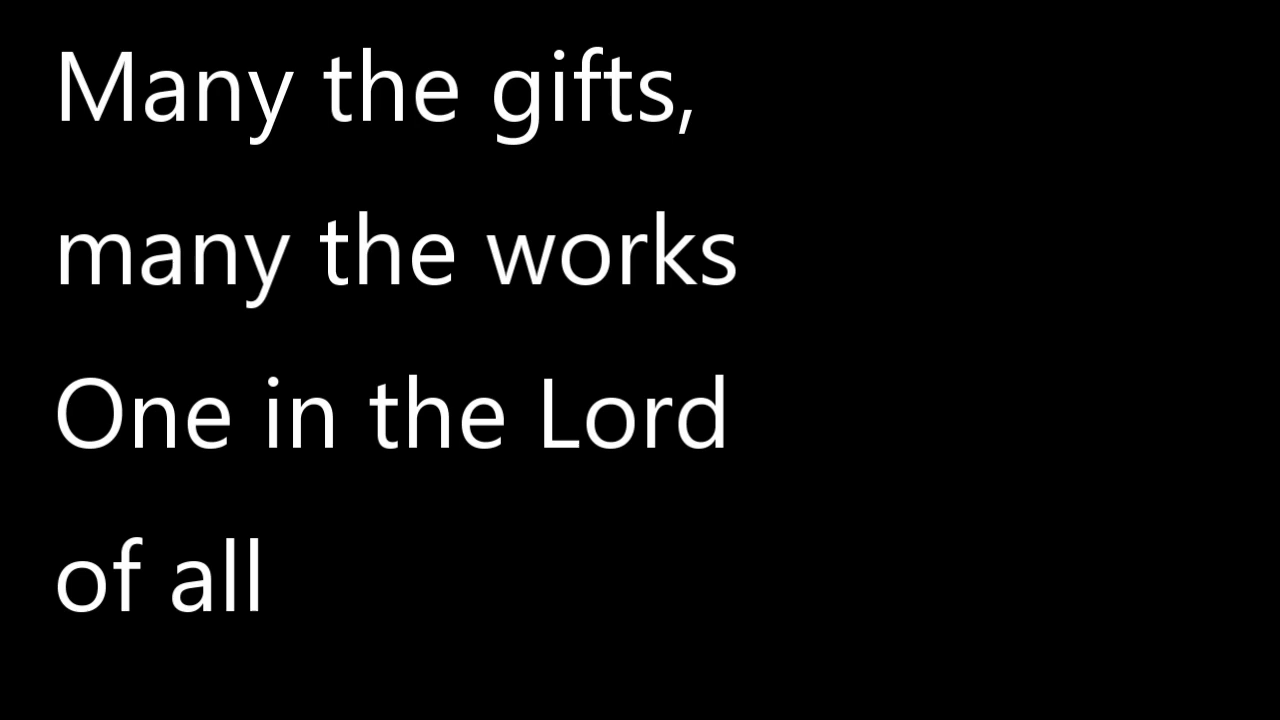 Many the gifts,
many the works
One in the Lord
of all